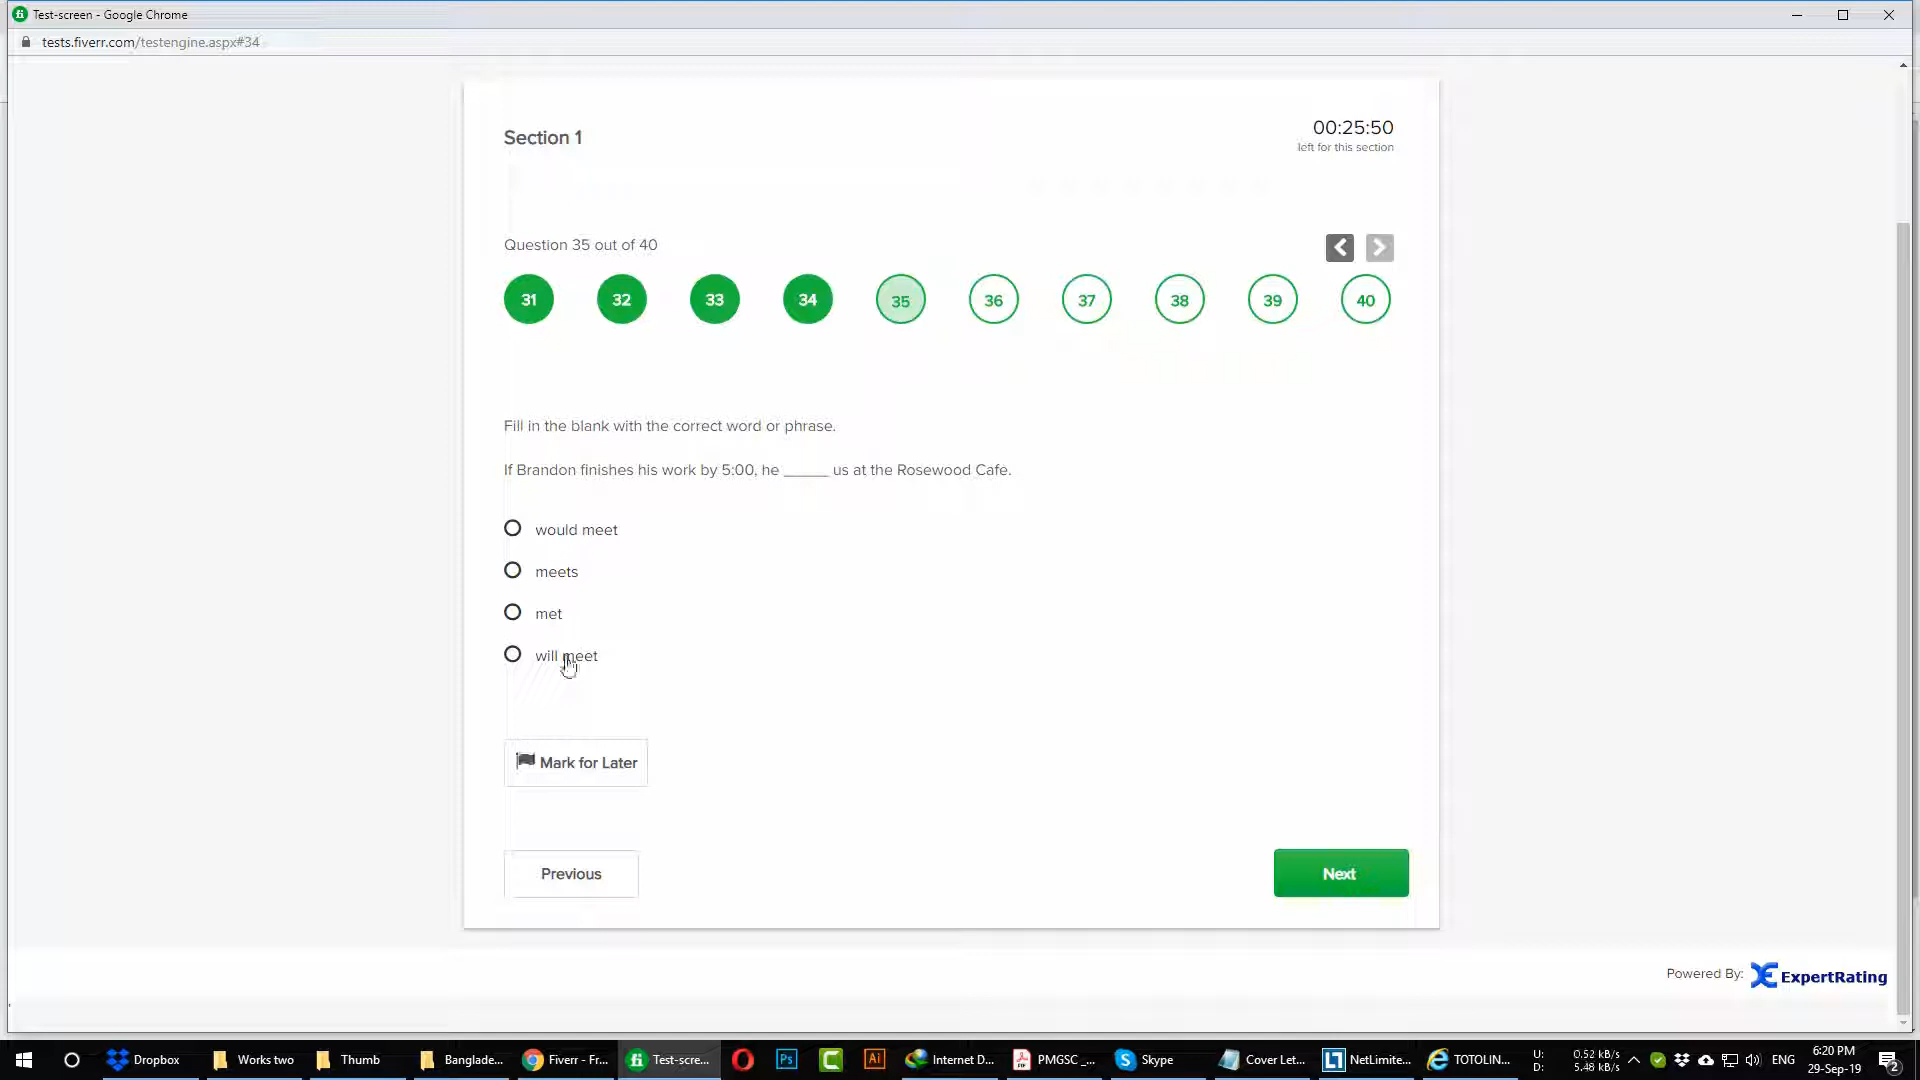 Test-screen - Google Chrome
tests.fiverr.com/testengine.aspx#34
Section 1
00:25:50
left for this section
Question 35 out of 40
31 32 33 34 35 36 37 38 39 40
Fill in the blank with the correct word or phrase.
If Brandon finishes his work by 5:00, he _____ us at the Rosewood Cafe.
would meet
meets
met
will meet
Mark for Later
Previous
Next
Powered By: ExpertRating
Dropbox
Works two
Thumb
Banglade...
Fiverr - Fr...
Test-scre...
Internet D...
PMGSC_...
Skype
Cover Let...
NetLimite...
TOTOLIN...
U: 0.52 kB/s
D: 5.48 kB/s
ENG
6:20 PM
29-Sep-19
2